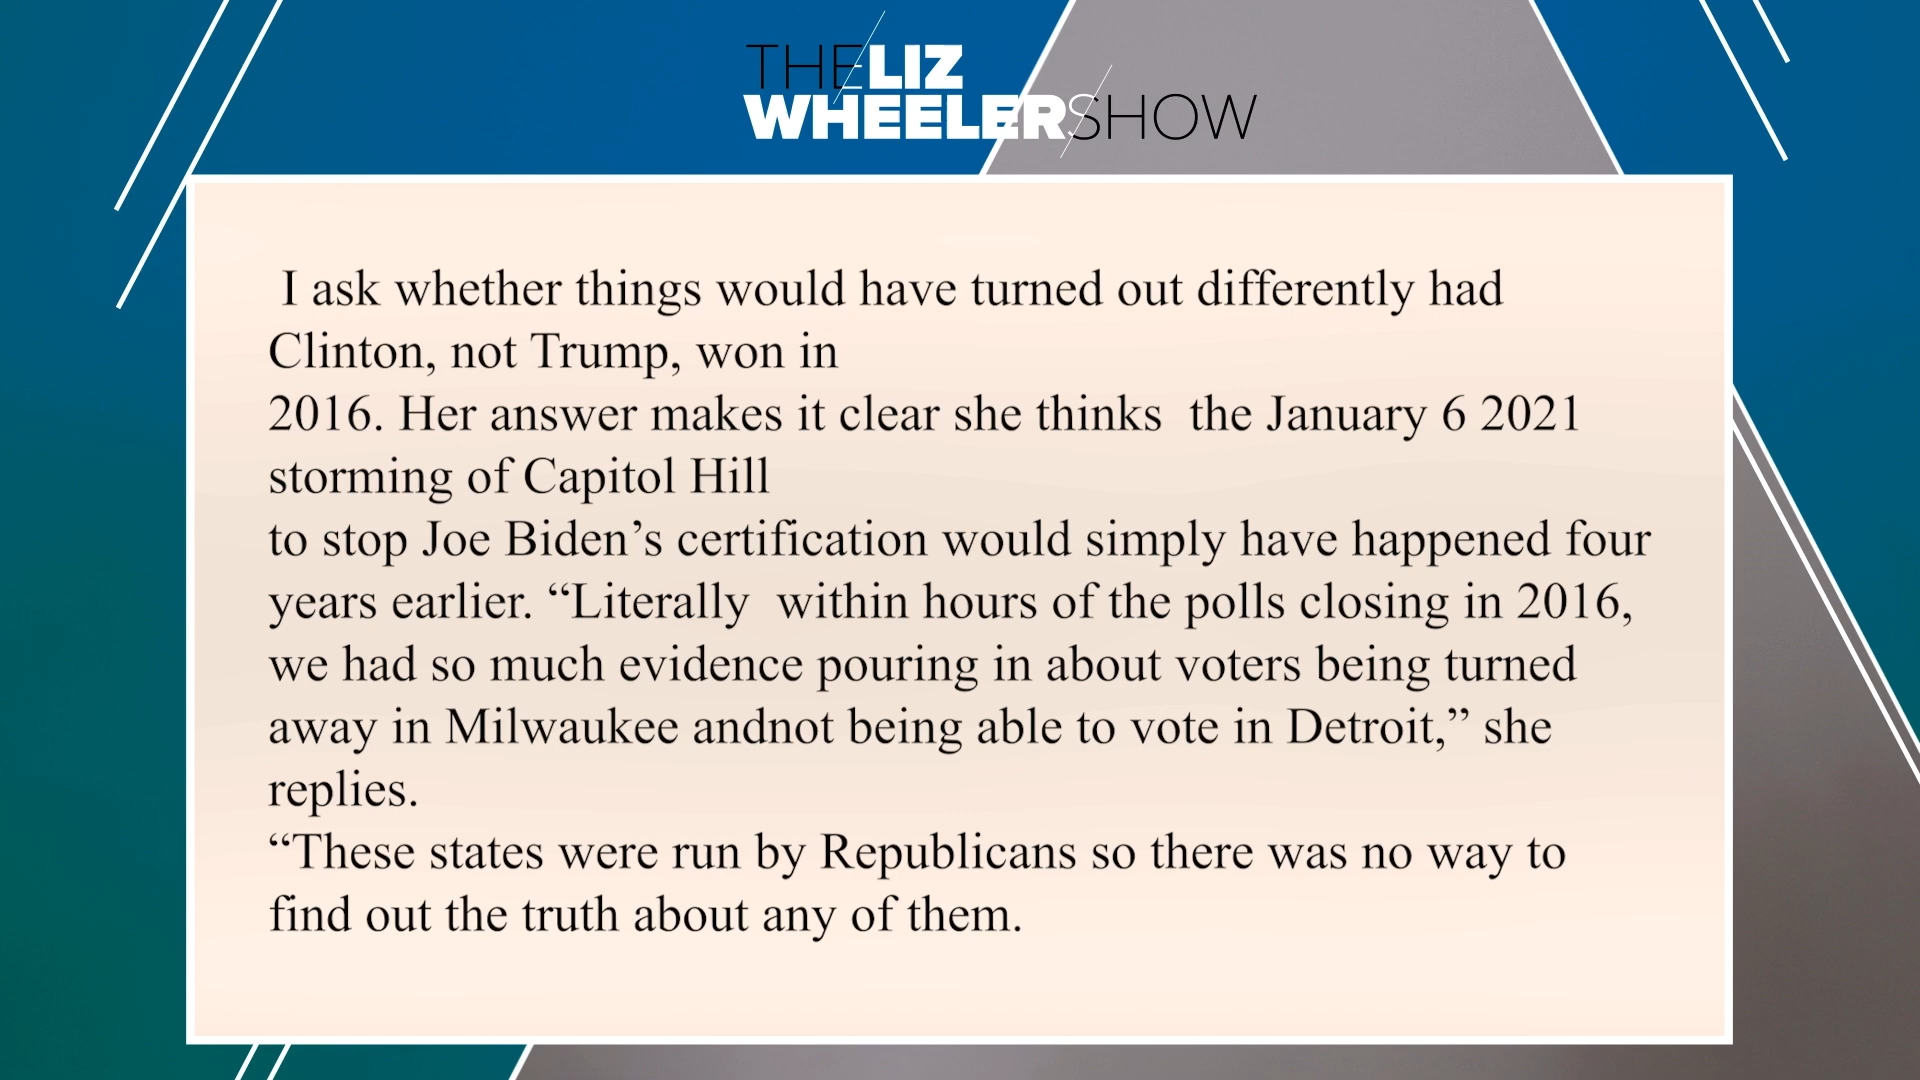 THE LIZ
WHEELER SHOW
I ask whether things would have turned out differently had
Clinton, not Trump, won in
2016. Her answer makes it clear she thinks  the January 6 2021
storming of Capitol Hill
to stop Joe Biden’s certification would simply have happened four
years earlier. “Literally  within hours of the polls closing in 2016,
we had so much evidence pouring in about voters being turned
away in Milwaukee andnot being able to vote in Detroit,” she
replies.
“These states were run by Republicans so there was no way to
find out the truth about any of them.